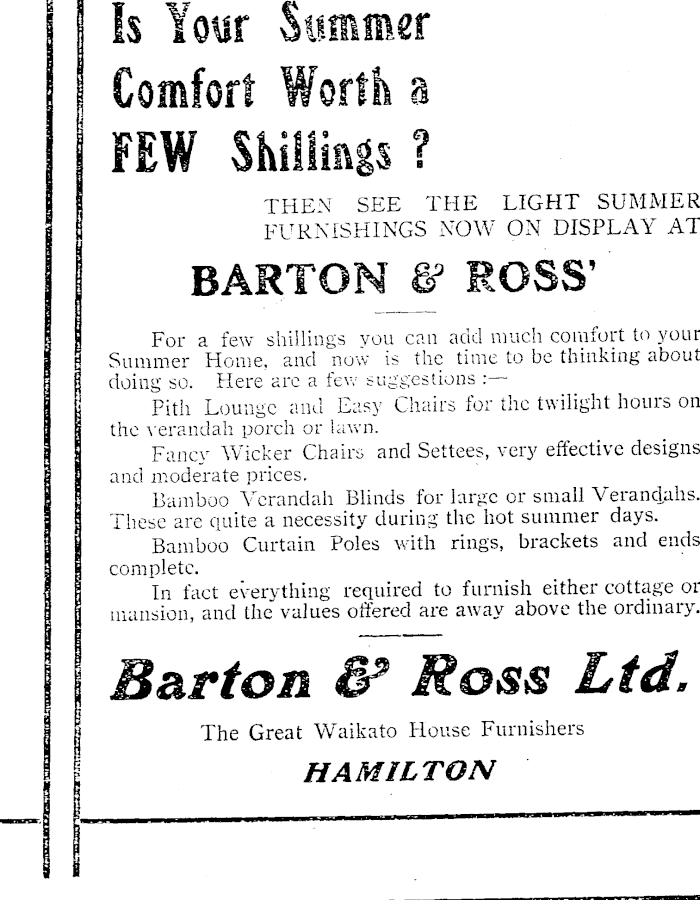 Is Your Summer
Comfort Worth a
FEW Shillings ?
THEN SEE THE LIGHT SUMMER
FURNISHINGS NOW ON DISPLAY AT
BARTON & ROSS'
For a few shillings you can add much comfort to your
Summer Home, and now is the time to be thinking about
doing so. Here are a few suggestions :—
Pith Lounge and Easy Chairs for the twilight hours on
the verandah porch or lawn.
Fancy Wicker Chairs and Settees, very effective designs
and moderate prices.
Bamboo Verandah Blinds for large or small Verandahs.
These are quite a necessity during the hot summer days.
Bamboo Curtain Poles with rings, brackets and ends
complete.
In fact everything required to furnish either cottage or
mansion, and the values offered are away above the ordinary.
Barton & Ross Ltd.
The Great Waikato House Furnishers
HAMILTON